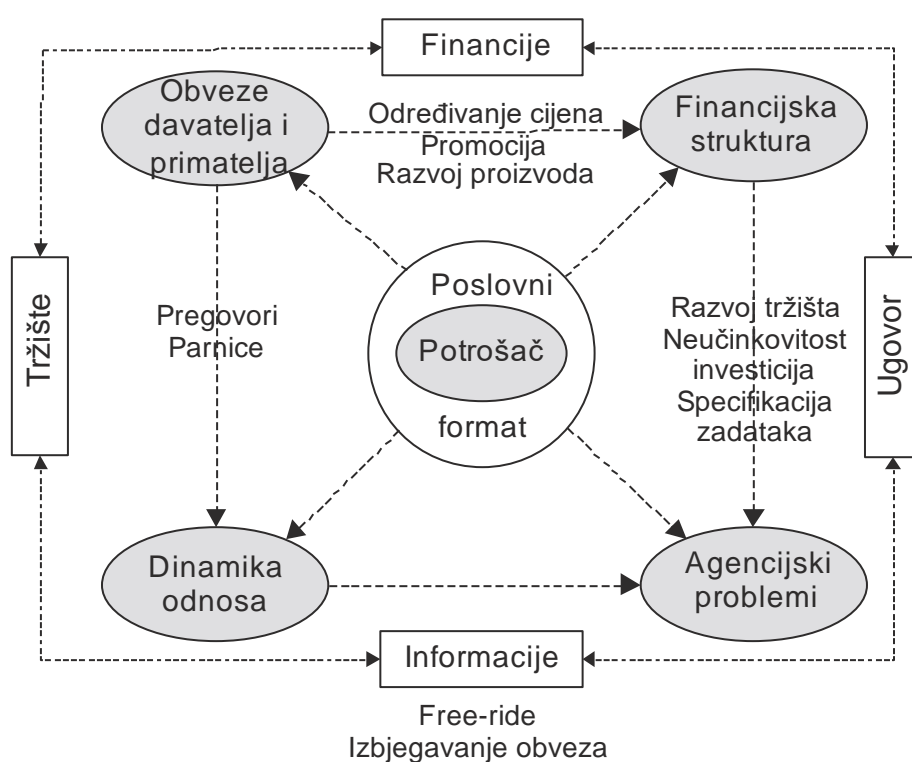 Financije
Obveze
davatelja i
primatelja
Određivanje cijena
Promocija
Razvoj proizvoda
Financijska
struktura
Tržište
Pregovori
Parnice
Poslovni
Potrošač
format
Razvoj tržišta
Neučinkovitost
investicija
Specifikacija
zadataka
Ugovor
Dinamika
odnosa
Agencijski
problemi
Informacije
Free-ride
Izbjegavanje obveza